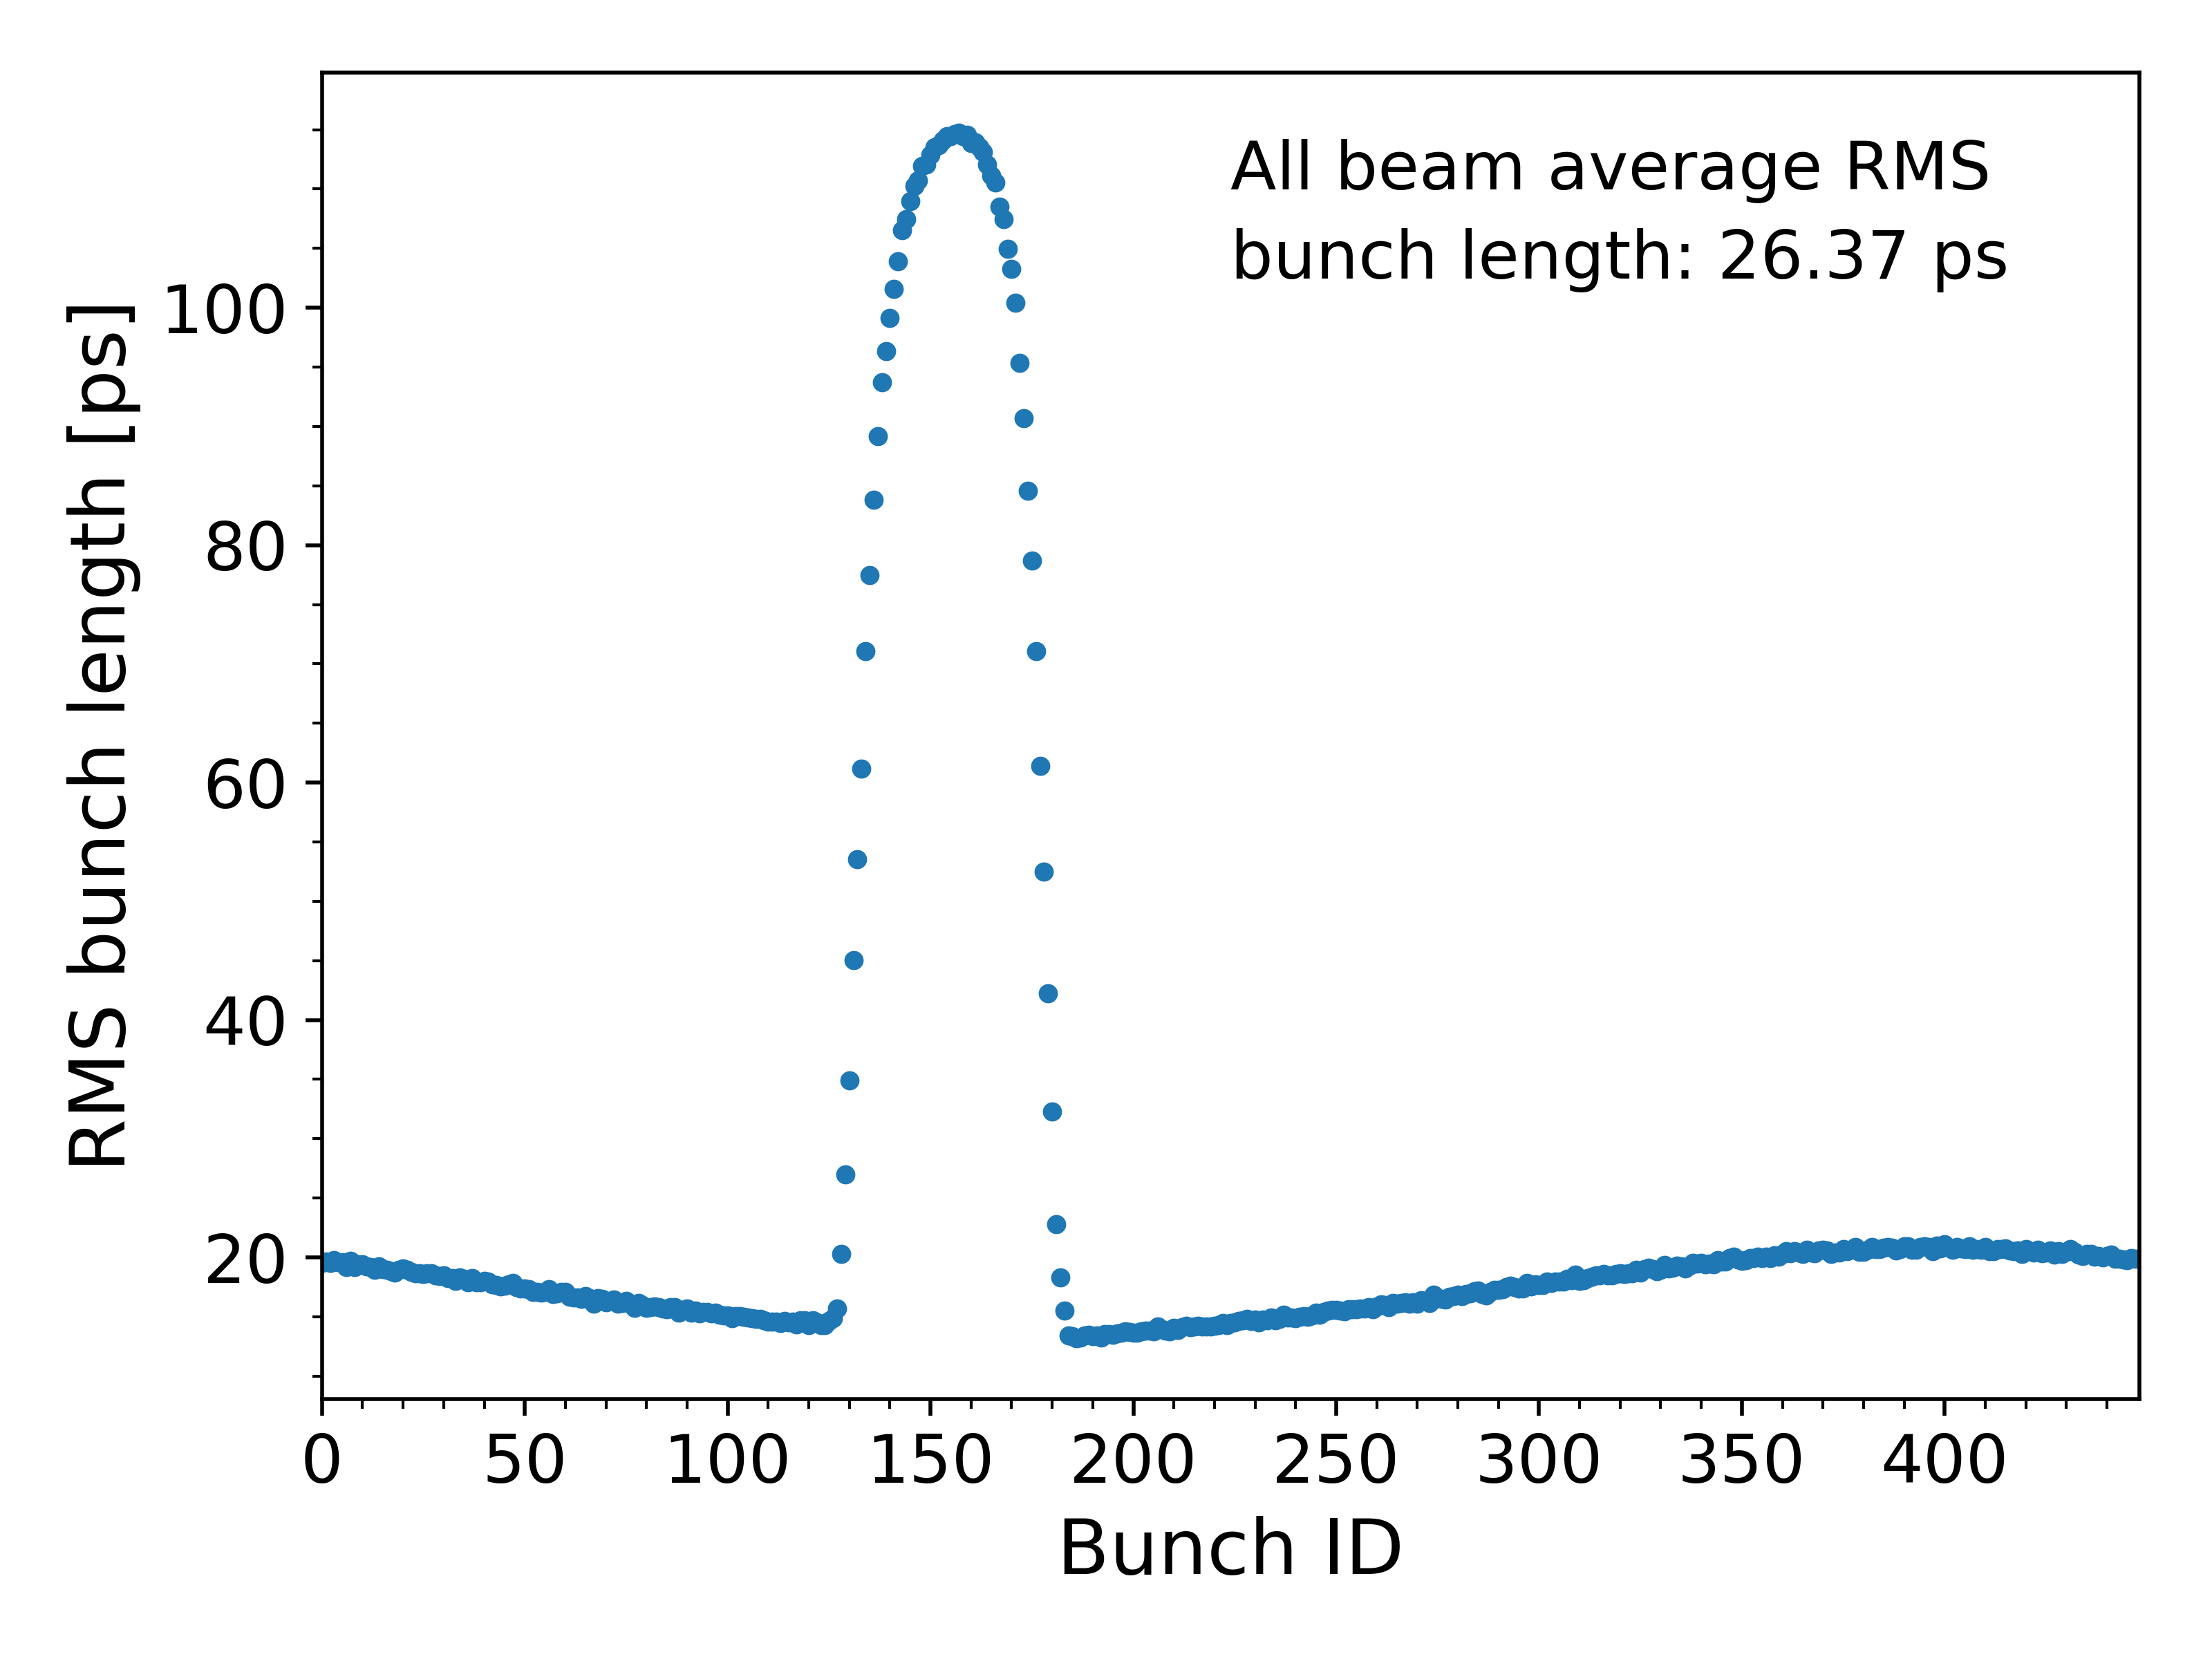 All beam average RMS
bunch length: 26.37 ps
RMS bunch length [ps]
100
80
60
40
20
0 50 100 150 200 250 300 350 400
Bunch ID